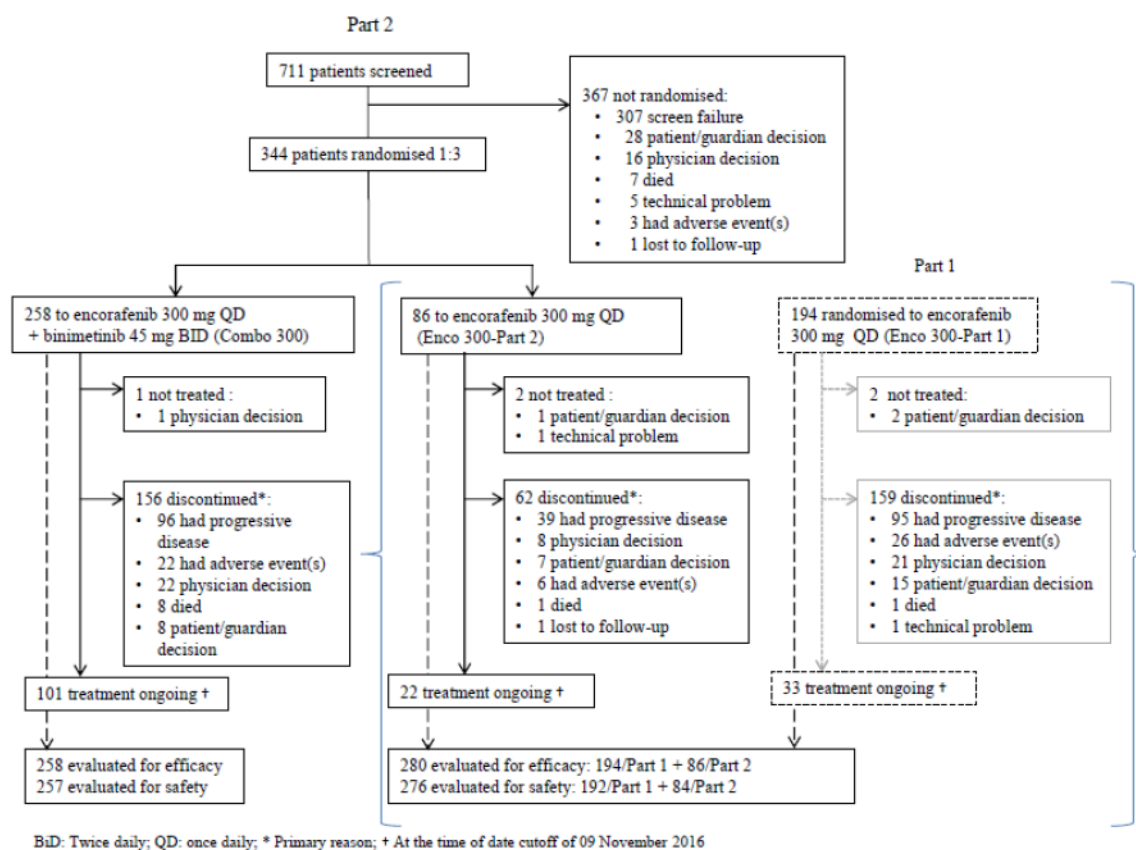 Part 2
711 patients screened
367 not randomised:
• 307 screen failure
• 28 patient/guardian decision
• 16 physician decision
• 7 died
• 5 technical problem
• 3 had adverse event(s)
• 1 lost to follow-up
344 patients randomised 1:3
Part 1
258 to encorafenib 300 mg QD
+ binimetinib 45 mg BID (Combo 300)
86 to encorafenib 300 mg QD
(Enco 300-Part 2)
194 randomised to encorafenib
300 mg QD (Enco 300-Part 1)
1 not treated :
• 1 physician decision
2 not treated :
• 1 patient/guardian decision
• 1 technical problem
2 not treated:
• 2 patient/guardian decision
156 discontinued*:
• 96 had progressive
disease
• 22 had adverse event(s)
• 22 physician decision
• 8 died
• 8 patient/guardian
decision
62 discontinued*:
• 39 had progressive disease
• 8 physician decision
• 7 patient/guardian decision
• 6 had adverse event(s)
• 1 died
• 1 lost to follow-up
159 discontinued*:
• 95 had progressive disease
• 26 had adverse event(s)
• 21 physician decision
• 15 patient/guardian decision
• 1 died
• 1 technical problem
101 treatment ongoing †
22 treatment ongoing †
33 treatment ongoing †
258 evaluated for efficacy
257 evaluated for safety
280 evaluated for efficacy: 194/Part 1 + 86/Part 2
276 evaluated for safety: 192/Part 1 + 84/Part 2
BiD: Twice daily; QD: once daily; * Primary reason; † At the time of date cutoff of 09 November 2016